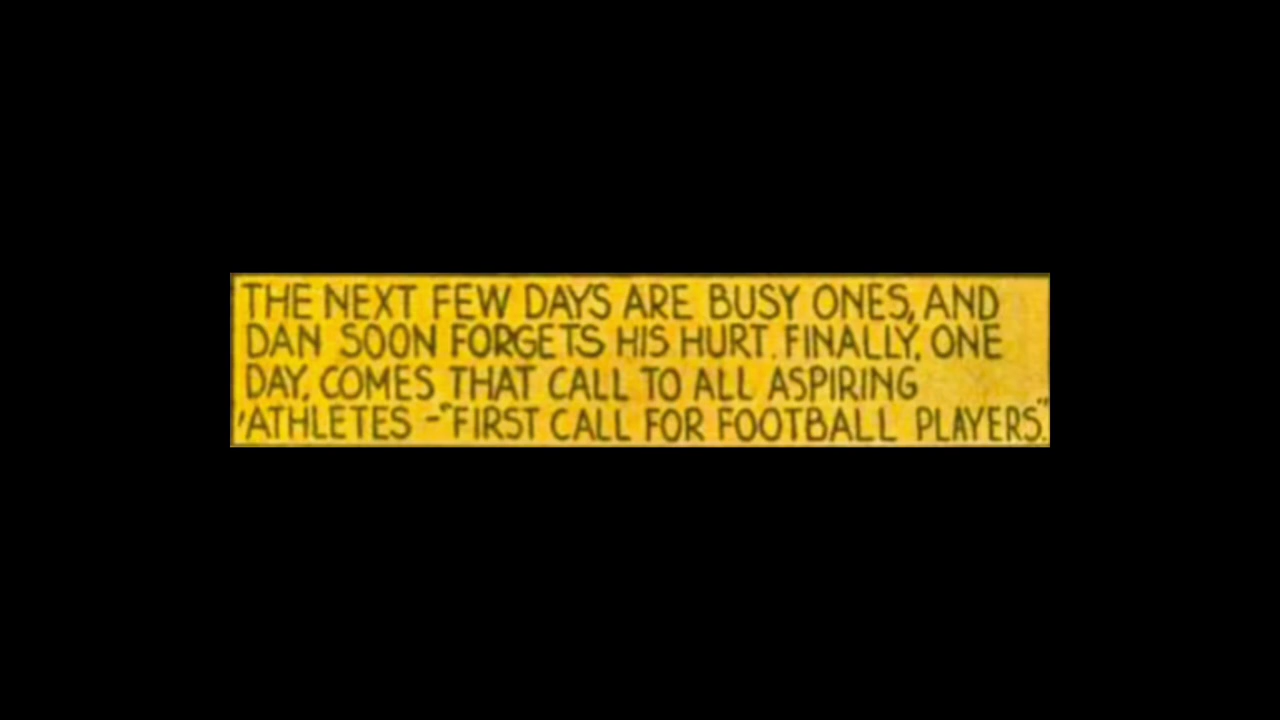 THE NEXT FEW DAYS ARE BUSY ONES, AND
DAN SOON FORGETS HIS HURT. FINALLY, ONE
DAY, COMES THAT CALL TO ALL ASPIRING
'ATHLETES -"FIRST CALL FOR FOOTBALL PLAYERS."